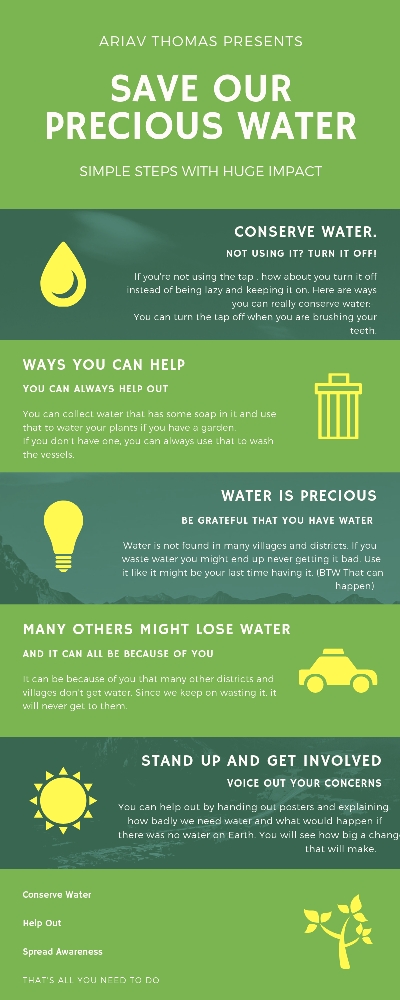 ARIAV THOMAS PRESENTS
SAVE OUR
PRECIOUS WATER
SIMPLE STEPS WITH HUGE IMPACT
CONSERVE WATER.
NOT USING IT? TURN IT OFF!
If you're not using the tap , how about you turn it off
instead of being lazy and keeping it on. Here are ways
you can really conserve water:
You can turn the tap off when you are brushing your
teeth.
WAYS YOU CAN HELP
YOU CAN ALWAYS HELP OUT
You can collect water that has some soap in it and use
that to water your plants if you have a garden.
If you don't have one, you can always use that to wash
the vessels.
WATER IS PRECIOUS
BE GRATEFUL THAT YOU HAVE WATER
Water is not found in many villages and districts. If you
waste water you might end up never getting it bad. Use
it like it might be your last time having it. (BTW That can
happen)
MANY OTHERS MIGHT LOSE WATER
AND IT CAN ALL BE BECAUSE OF YOU
It can be because of you that many other districts and
villages don't get water. Since we keep on wasting it, it
will never get to them.
STAND UP AND GET INVOLVED
VOICE OUT YOUR CONCERNS
You can help out by handing out posters and explaining
how badly we need water and what would happen if
there was no water on Earth. You will see how big a change
that will make.
Conserve Water
Help Out
Spread Awareness
THAT'S ALL YOU NEED TO DO